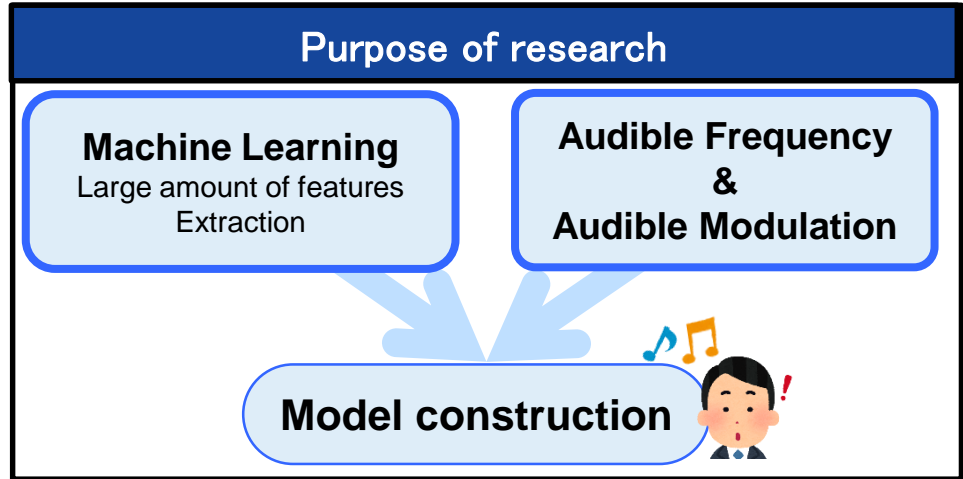 Purpose of research
Machine Learning
Large amount of features
Extraction
Audible Frequency
&
Audible Modulation
Model construction
!